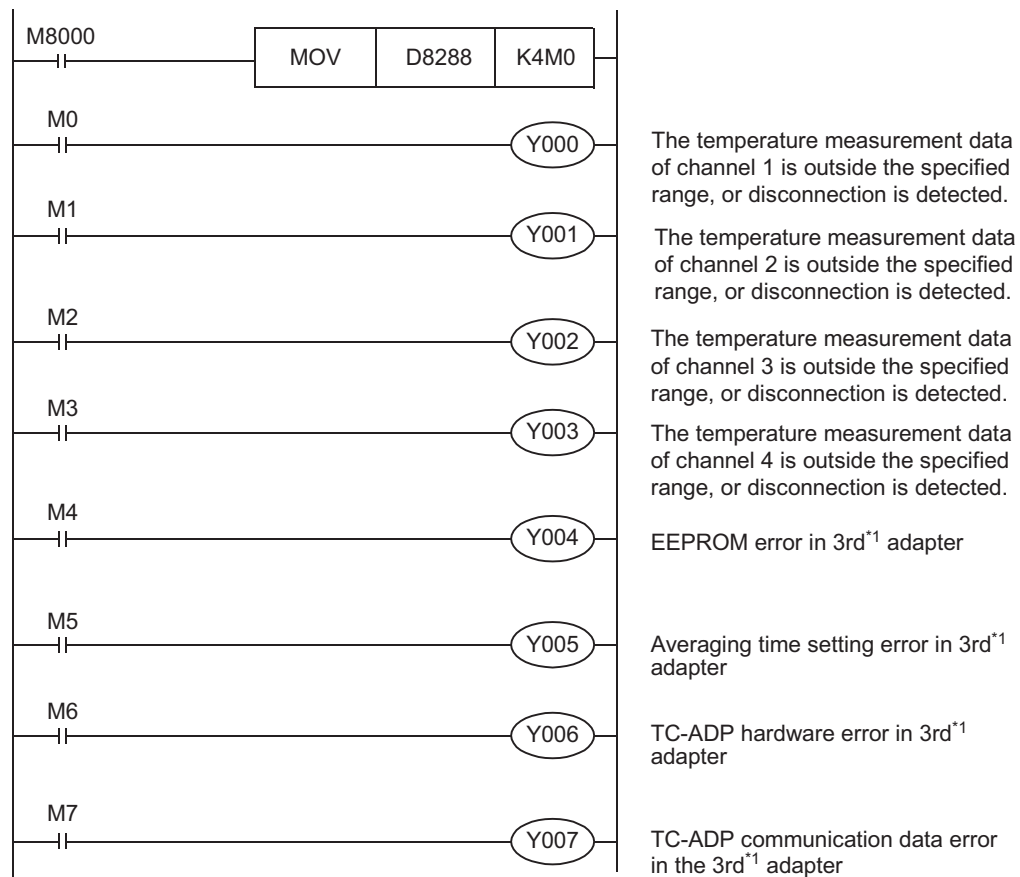 M8000
MOV D8288 K4M0
M0
Y000
The temperature measurement data
of channel 1 is outside the specified
range, or disconnection is detected.
M1
Y001
The temperature measurement data
of channel 2 is outside the specified
range, or disconnection is detected.
M2
Y002
The temperature measurement data
of channel 3 is outside the specified
range, or disconnection is detected.
M3
Y003
The temperature measurement data
of channel 4 is outside the specified
range, or disconnection is detected.
M4
Y004
EEPROM error in 3rd*1 adapter
M5
Y005
Averaging time setting error in 3rd*1
adapter
M6
Y006
TC-ADP hardware error in 3rd*1
adapter
M7
Y007
TC-ADP communication data error
in the 3rd*1 adapter